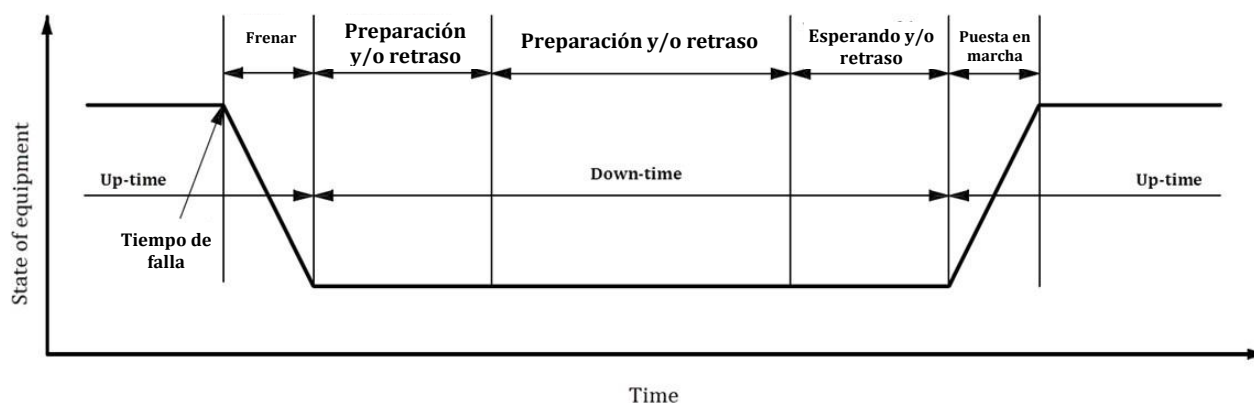 Frenar
Preparación
y/o retraso
Preparación y/o retraso
Esperando y/o
retraso
Puesta en
marcha
State of equipment
Up-time
Down-time
Up-time
Tiempo de
falla
Time